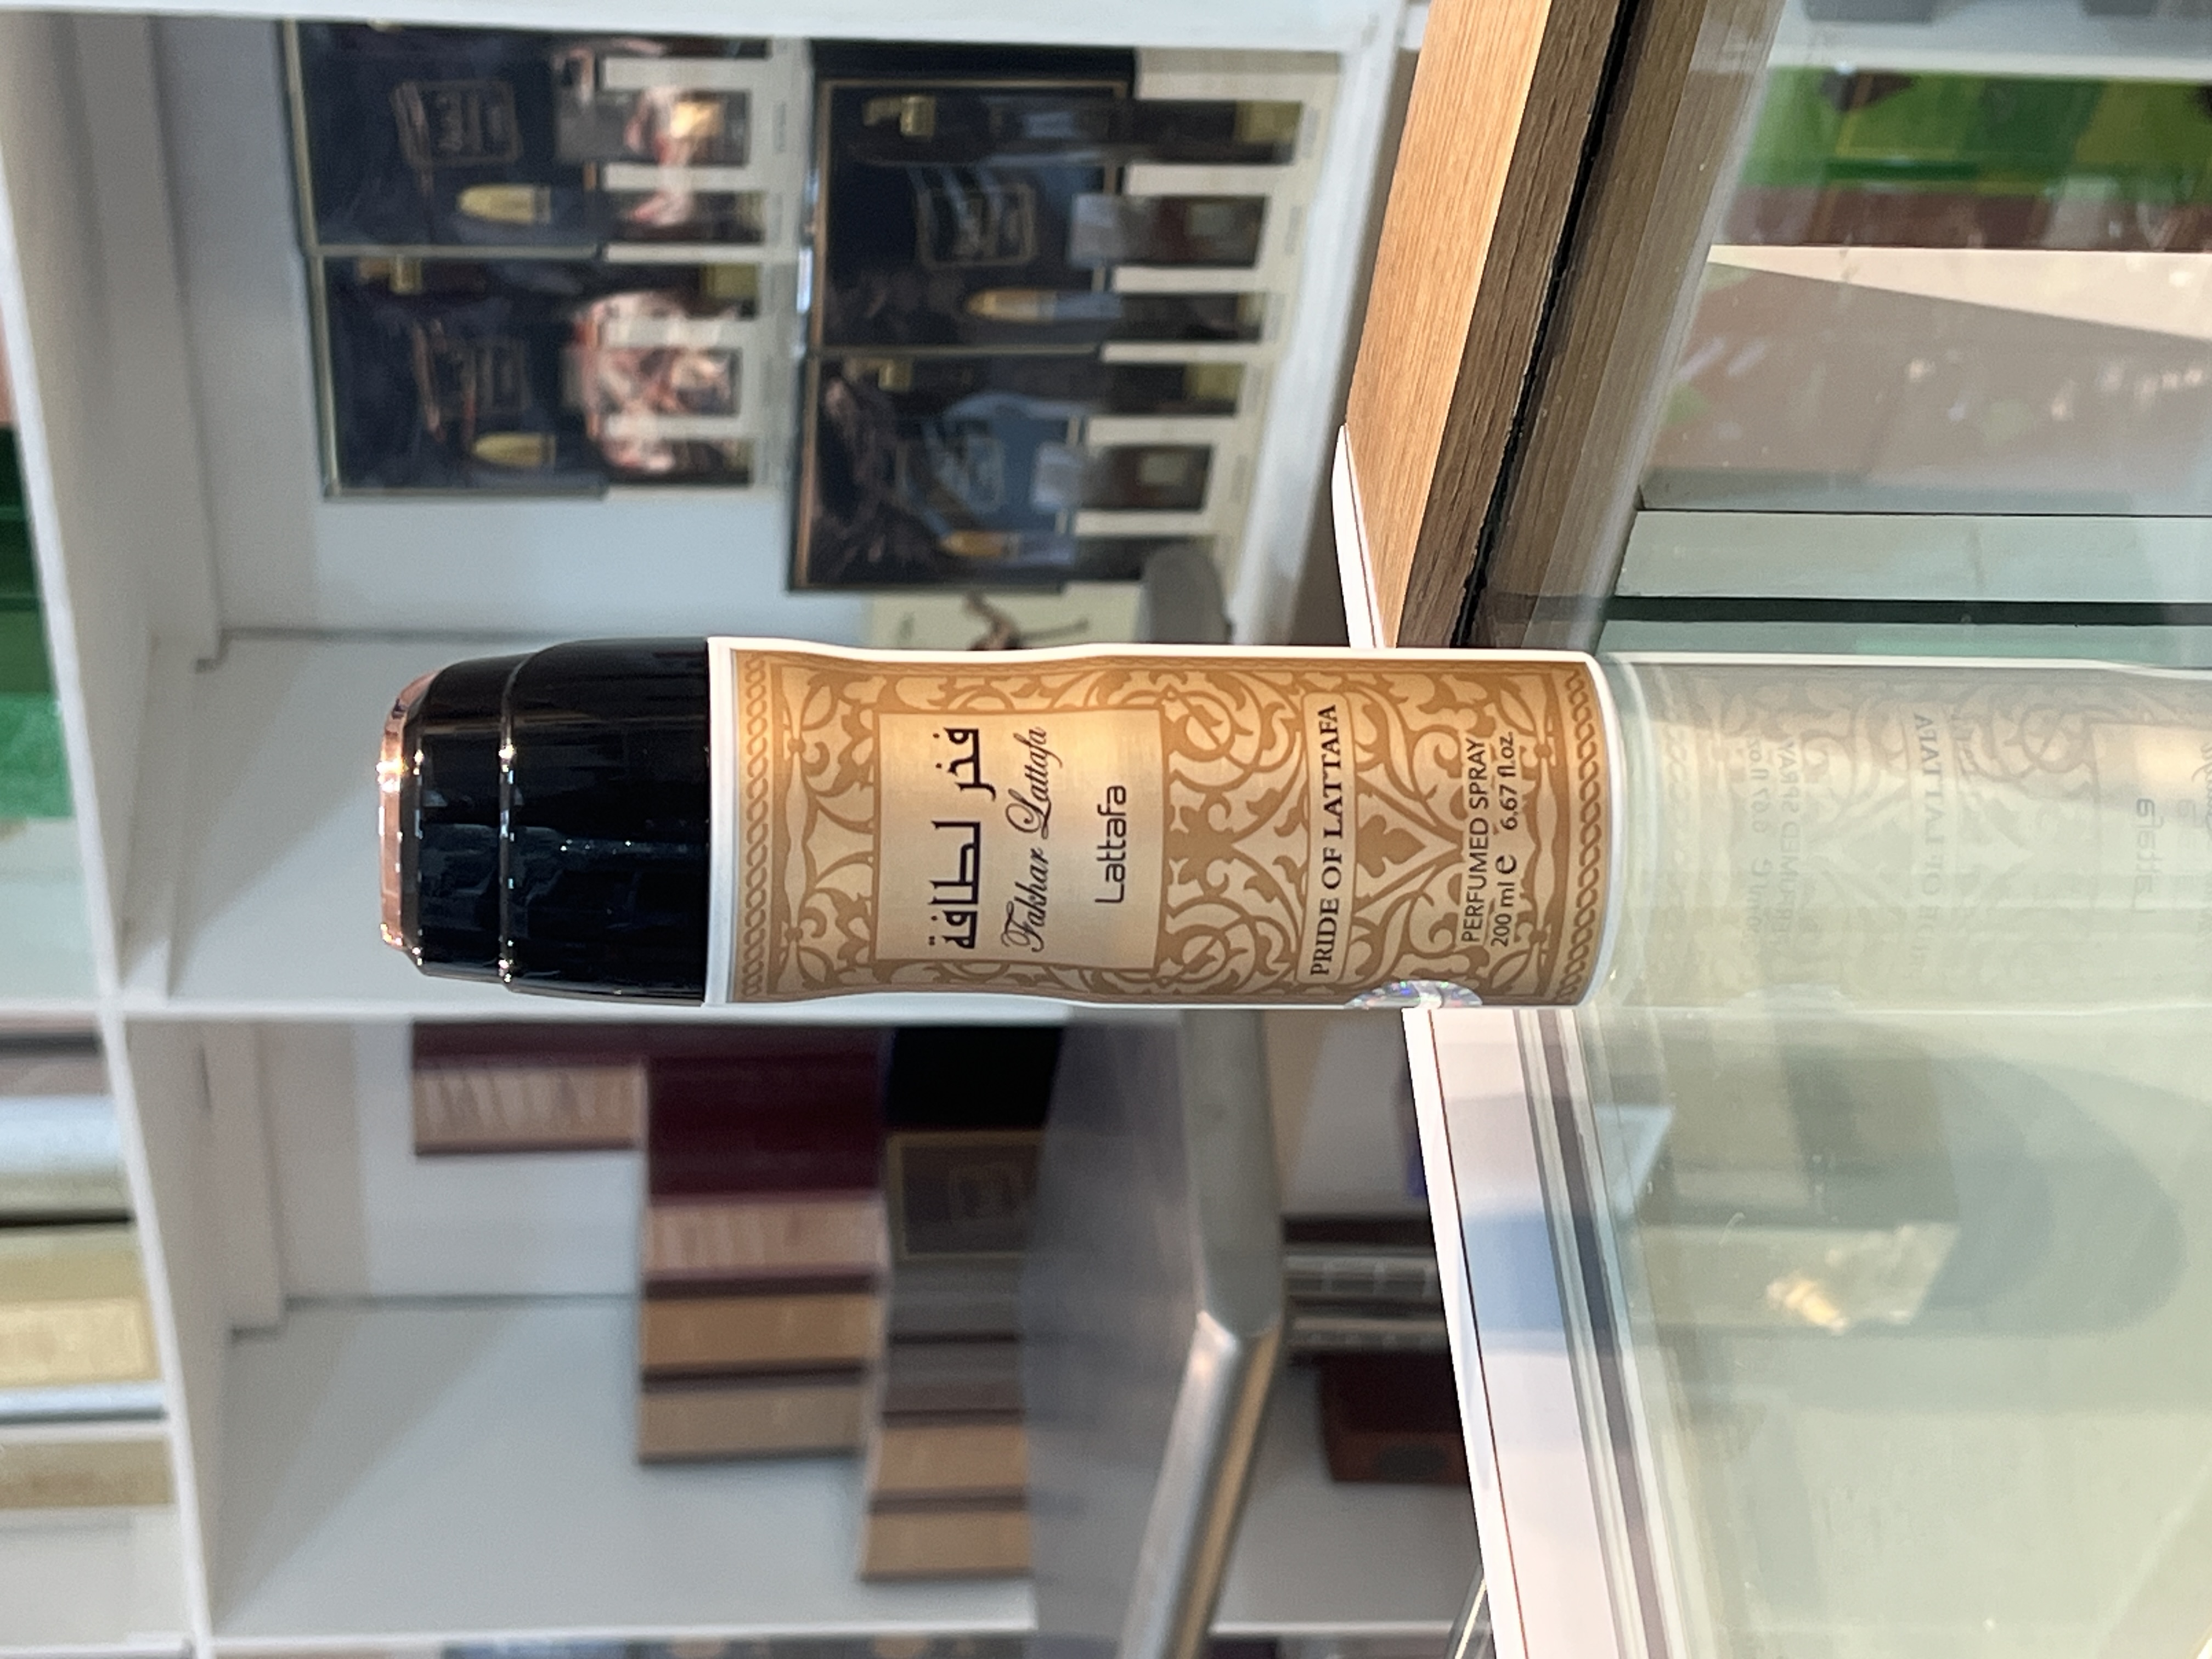 فخر لطافة
Fakhar Lattafa
Lattafa
PRIDE OF LATTAFA
PERFUMED SPRAY
200 ml e 6.67 fl.oz.